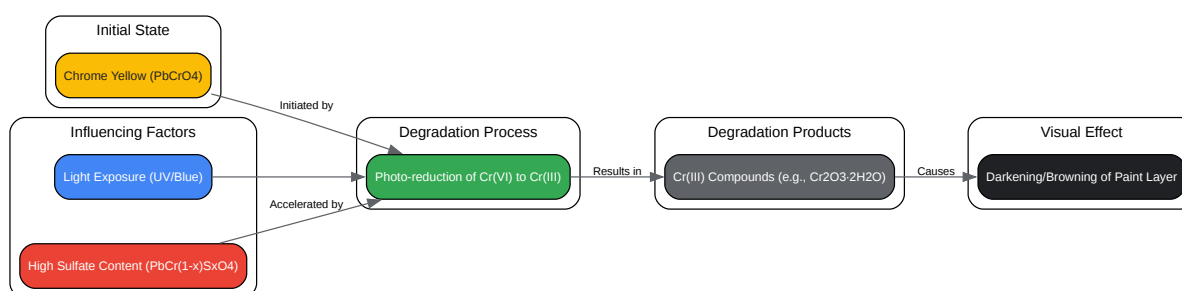 Initial State
Chrome Yellow (PbCrO4)
Initiated by
Influencing Factors
Light Exposure (UV/Blue)
Accelerated by
High Sulfate Content (PbCr(1-x)SxO4)
Degradation Process
Photo-reduction of Cr(VI) to Cr(III)
Results in
Degradation Products
Cr(III) Compounds (e.g., Cr2O3·2H2O)
Causes
Visual Effect
Darkening/Browning of Paint Layer